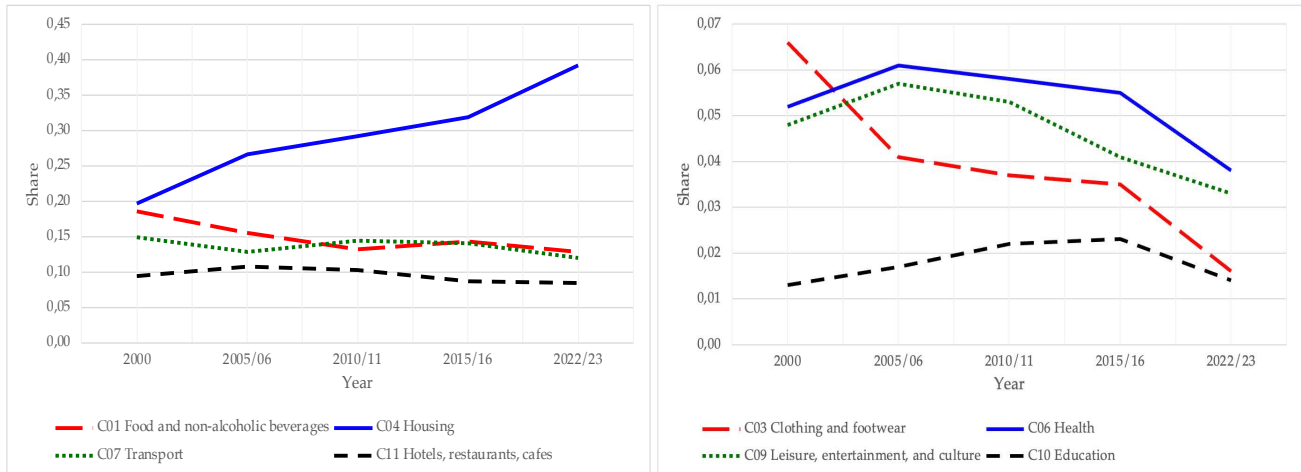 0,45
0,40
0,35
0,30
0,25
0,20
0,15
0,10
0,05
0,00
Share
2000 2005/06 2010/11 2015/16 2022/23
Year
C01 Food and non-alcoholic beverages C04 Housing
C07 Transport C11 Hotels, restaurants, cafes
0,07
0,06
0,05
0,04
0,03
0,02
0,01
0,00
Share
2000 2005/06 2010/11 2015/16 2022/23
Year
C03 Clothing and footwear C06 Health
C09 Leisure, entertainment, and culture C10 Education